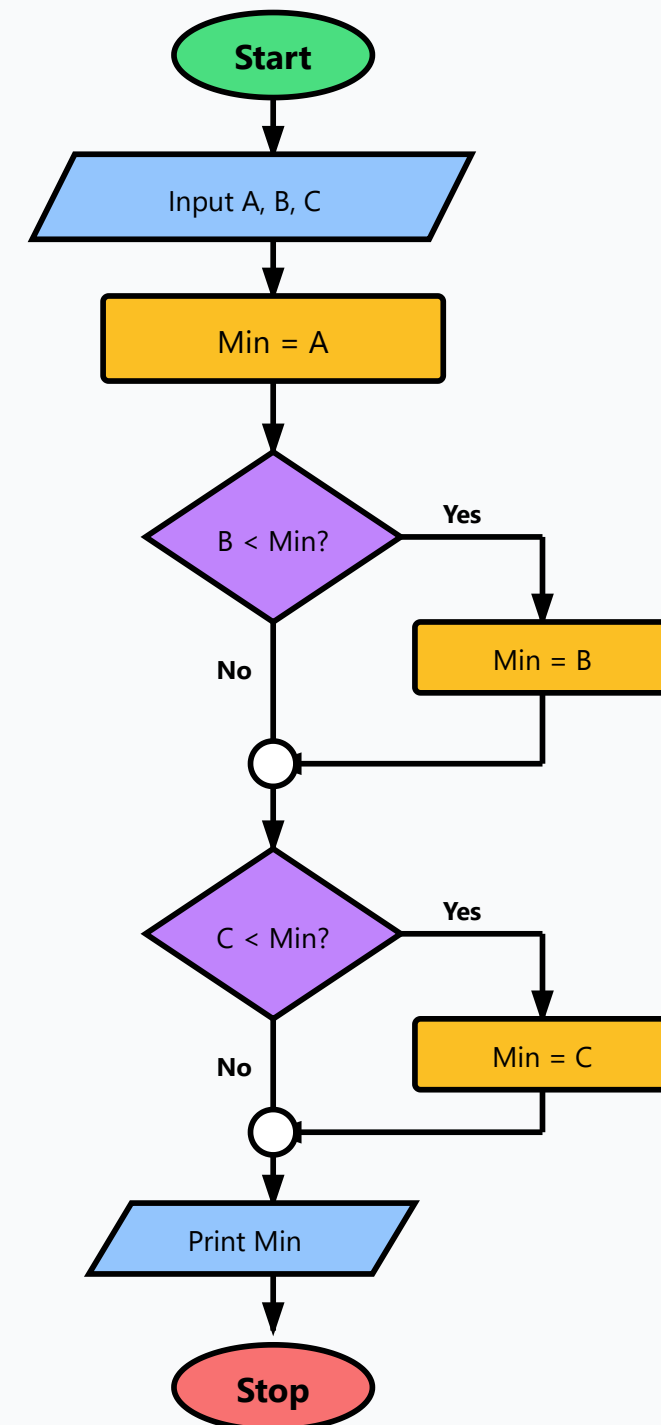 Start
Input A, B, C
Min = A
B < Min?
Yes
Min = B
No
C < Min?
Yes
Min = C
No
Print Min
Stop